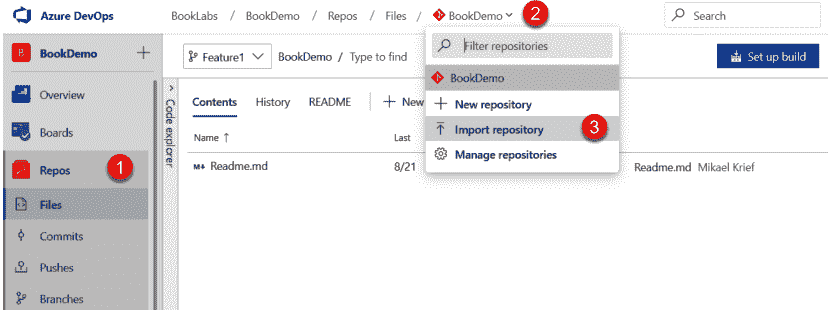 Azure DevOps BookLabs / BookDemo / Repos / Files / BookDemo 2 Search
B BookDemo + Feature1 BookDemo / Type to find Filter repositories Set up build
Overview BookDemo
Contents History README + New + New repository
Boards Import repository 3
Name ↑ Last Manage repositories
Repos 1 M+ Readme.md 8/21 Readme.md Mikael Krief
Code explorer
Files
Commits
Pushes
Branches